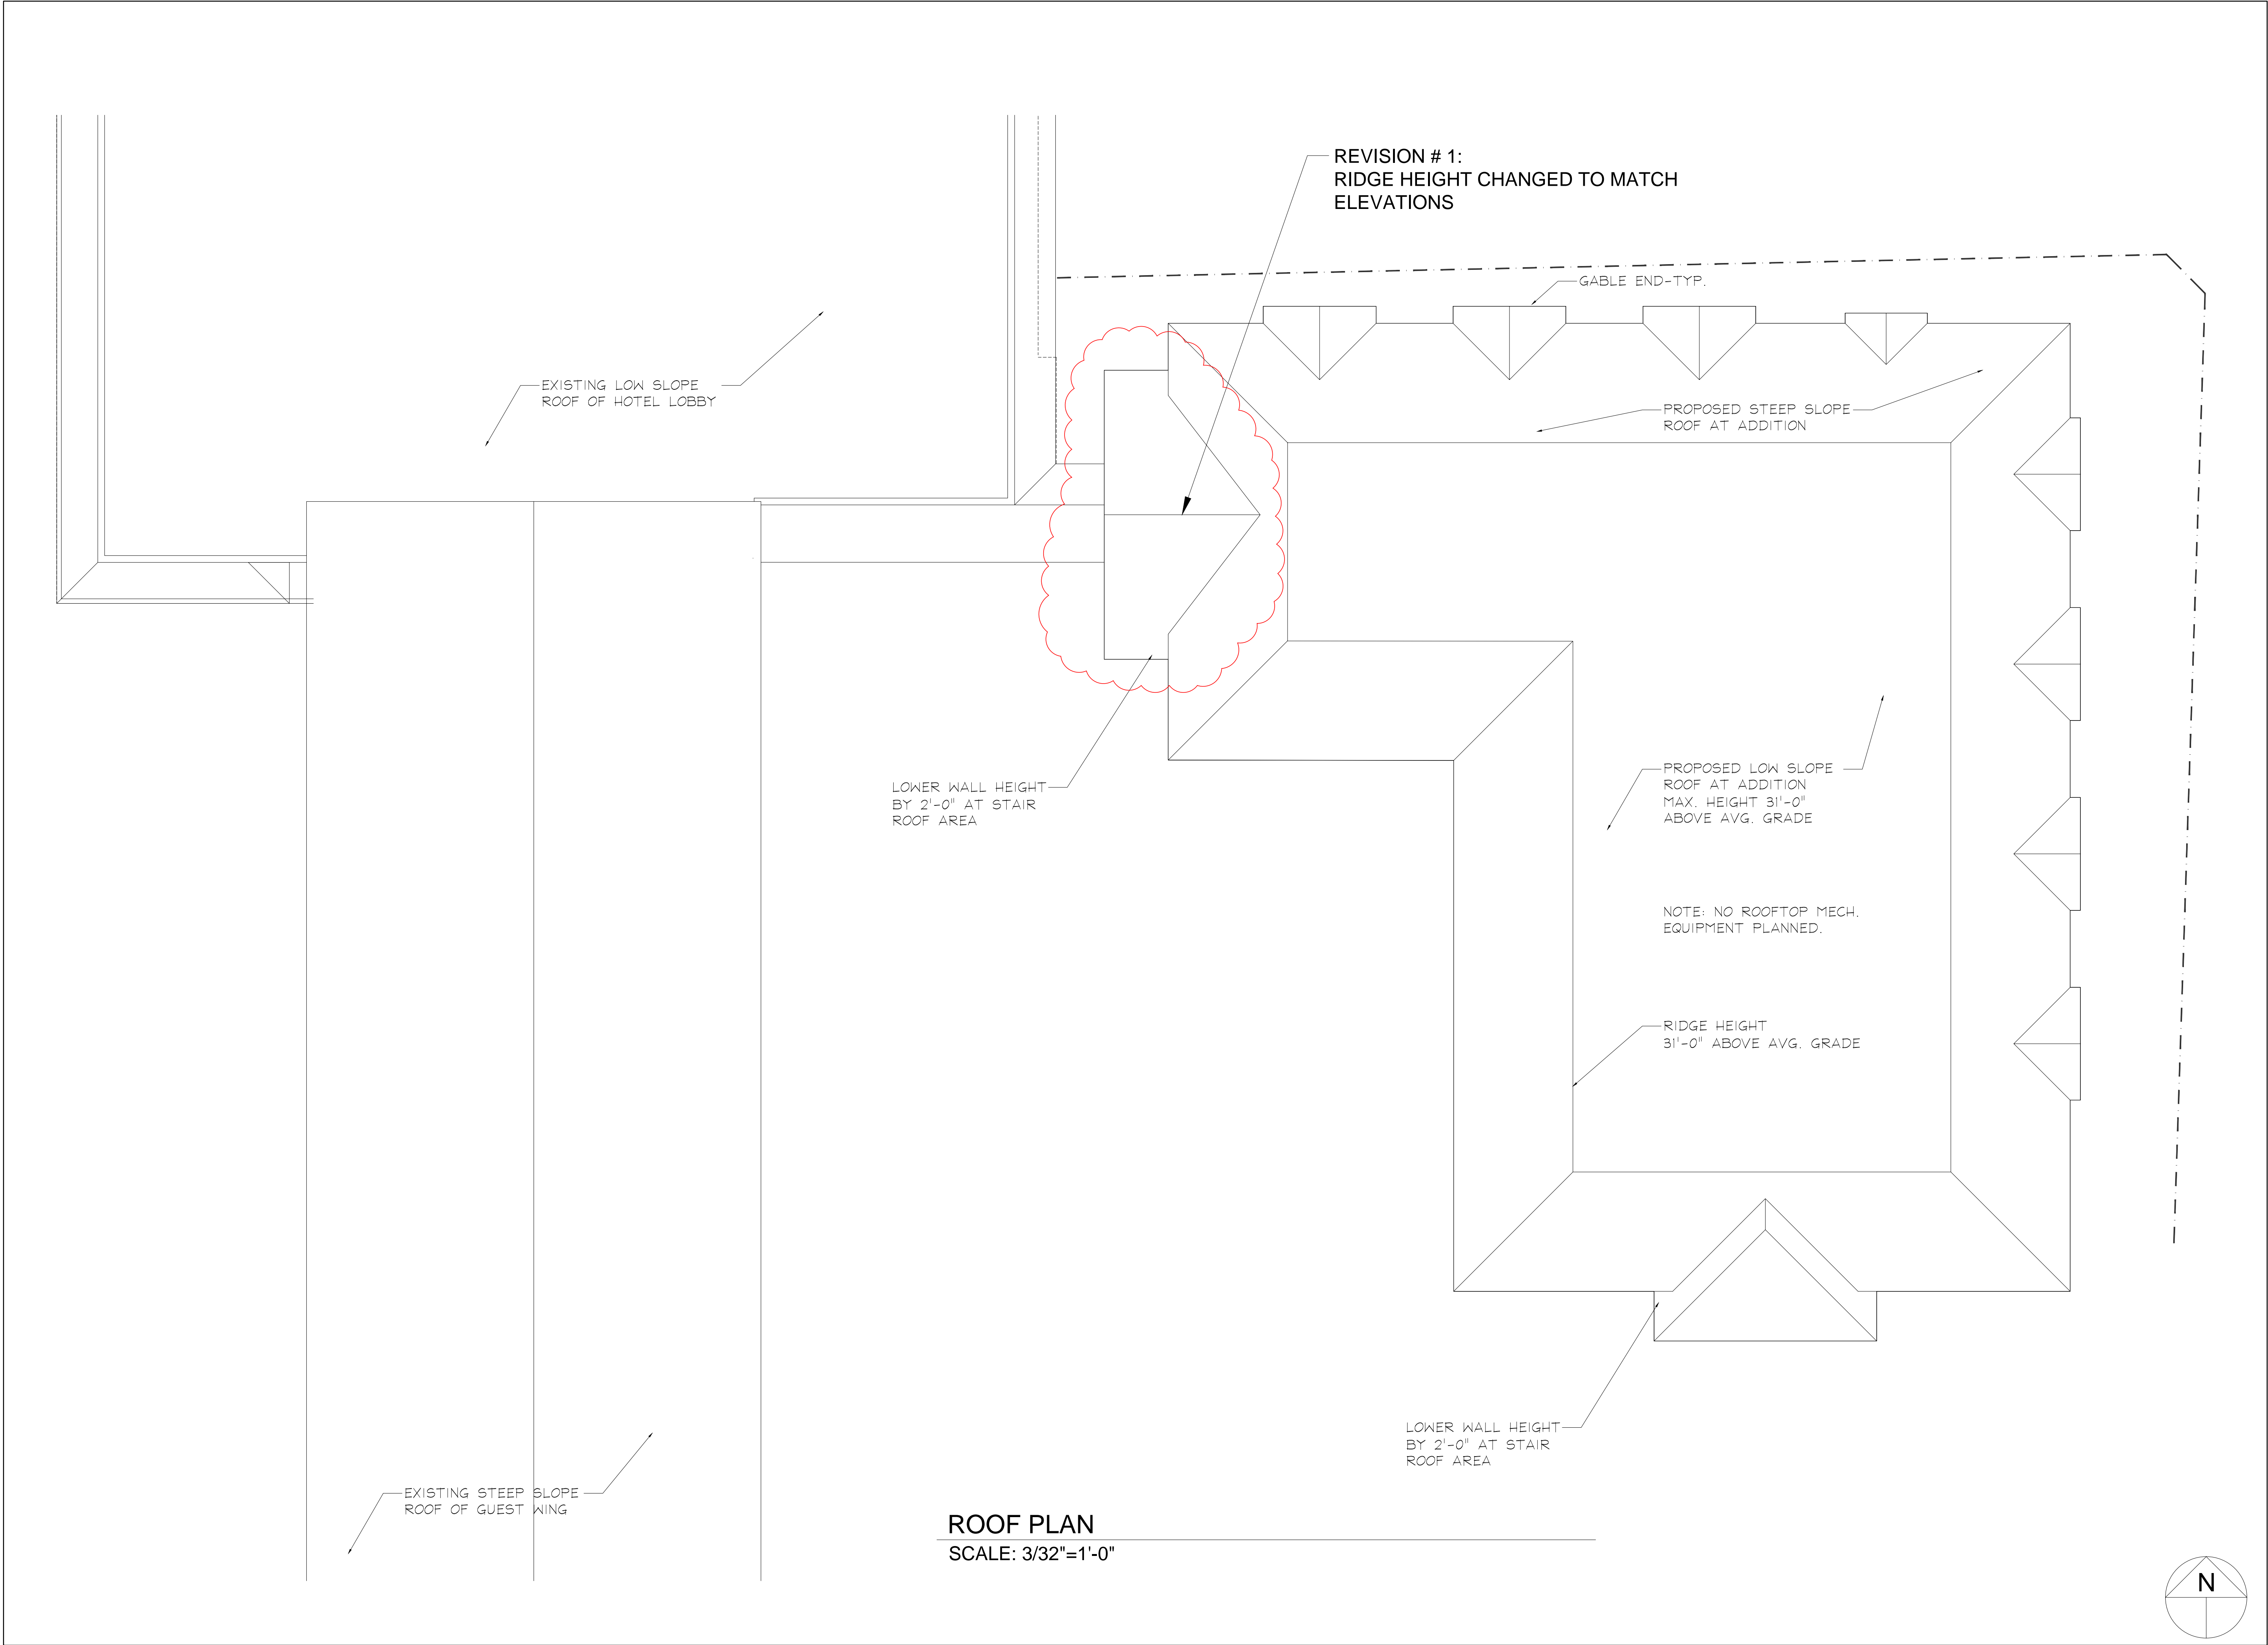 REVISION # 1:
RIDGE HEIGHT CHANGED TO MATCH
ELEVATIONS
GABLE END-TYP.
EXISTING LOW SLOPE
ROOF OF HOTEL LOBBY
PROPOSED STEEP SLOPE
ROOF AT ADDITION
LOWER WALL HEIGHT
BY 2'-0" AT STAIR
ROOF AREA
PROPOSED LOW SLOPE
ROOF AT ADDITION
MAX. HEIGHT 31'-0"
ABOVE AVG. GRADE
NOTE: NO ROOFTOP MECH.
EQUIPMENT PLANNED.
RIDGE HEIGHT
31'-0" ABOVE AVG. GRADE
LOWER WALL HEIGHT
BY 2'-0" AT STAIR
ROOF AREA
EXISTING STEEP SLOPE
ROOF OF GUEST WING
ROOF PLAN
SCALE: 3/32"=1'-0"
N